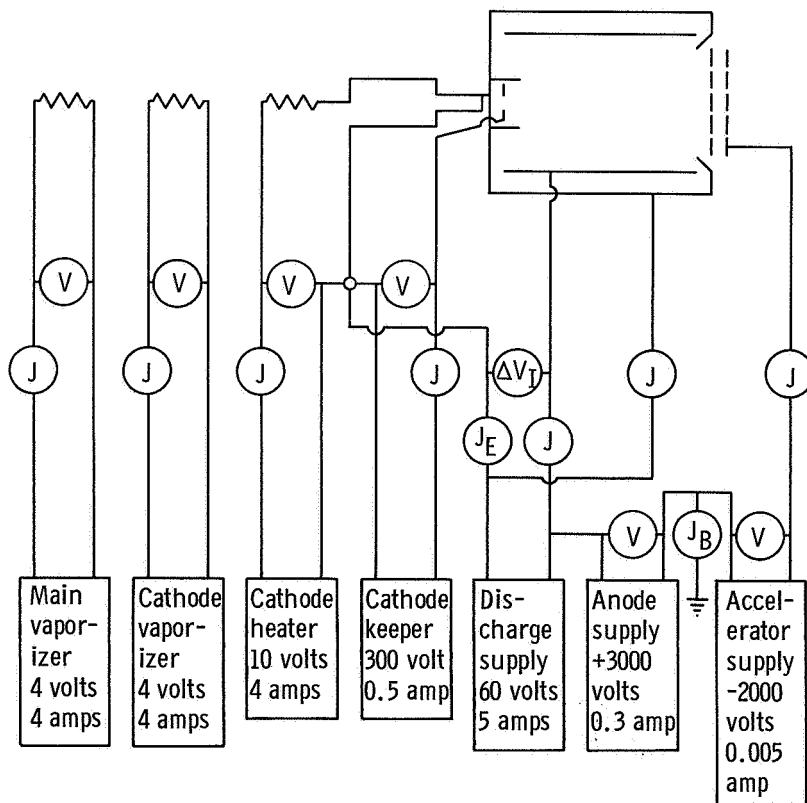 V
V
V
V
J
J
J
J
ΔV_I
J
J
J_E
J
V
J_B
V
Main
vapor-
izer
4 volts
4 amps
Cathode
vapor-
izer
4 volts
4 amps
Cathode
heater
10 volts
4 amps
Cathode
keeper
300 volt
0.5 amp
Dis-
charge
supply
60 volts
5 amps
Anode
supply
+3000
volts
0.3 amp
Accel-
erator
supply
-2000
volts
0.005
amp